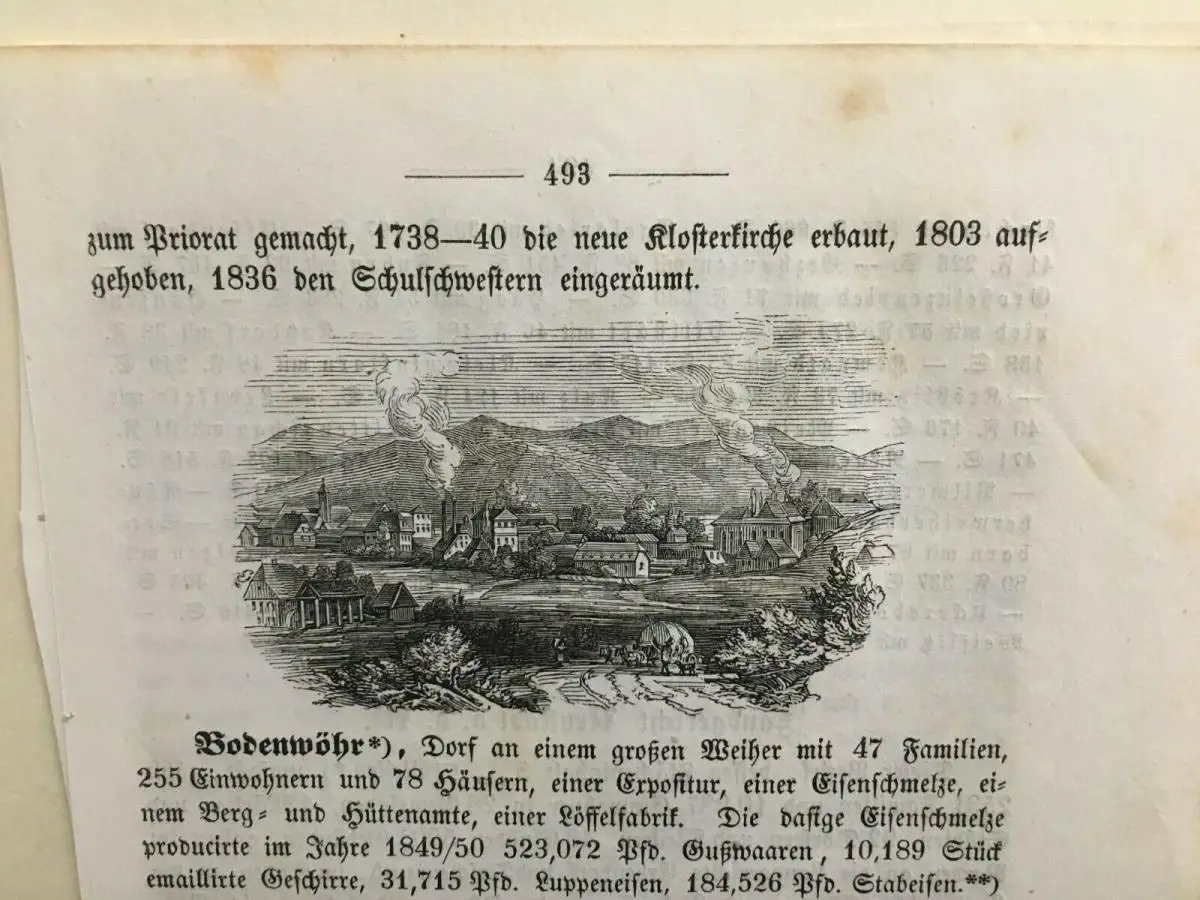 493
zum Priorat gemacht, 1738—40 die neue Klosterkirche erbaut, 1803 auf-
gehoben, 1836 den Schulschwestern eingeräumt.
Bodenwöhr*), Dorf an einem großen Weiher mit 47 Familien,
255 Einwohnern und 78 Häusern, einer Expositur, einer Eisenschmelze, ei-
nem Berg- und Hüttenamte, einer Löffelfabrik. Die dasige Eisenschmelze
producirte im Jahre 1849/50 523,072 Pfd. Gußwaaren, 10,189 Stück
emaillirte Geschirre, 31,715 Pfd. Luppeneisen, 184,526 Pfd. Stabeisen.**)